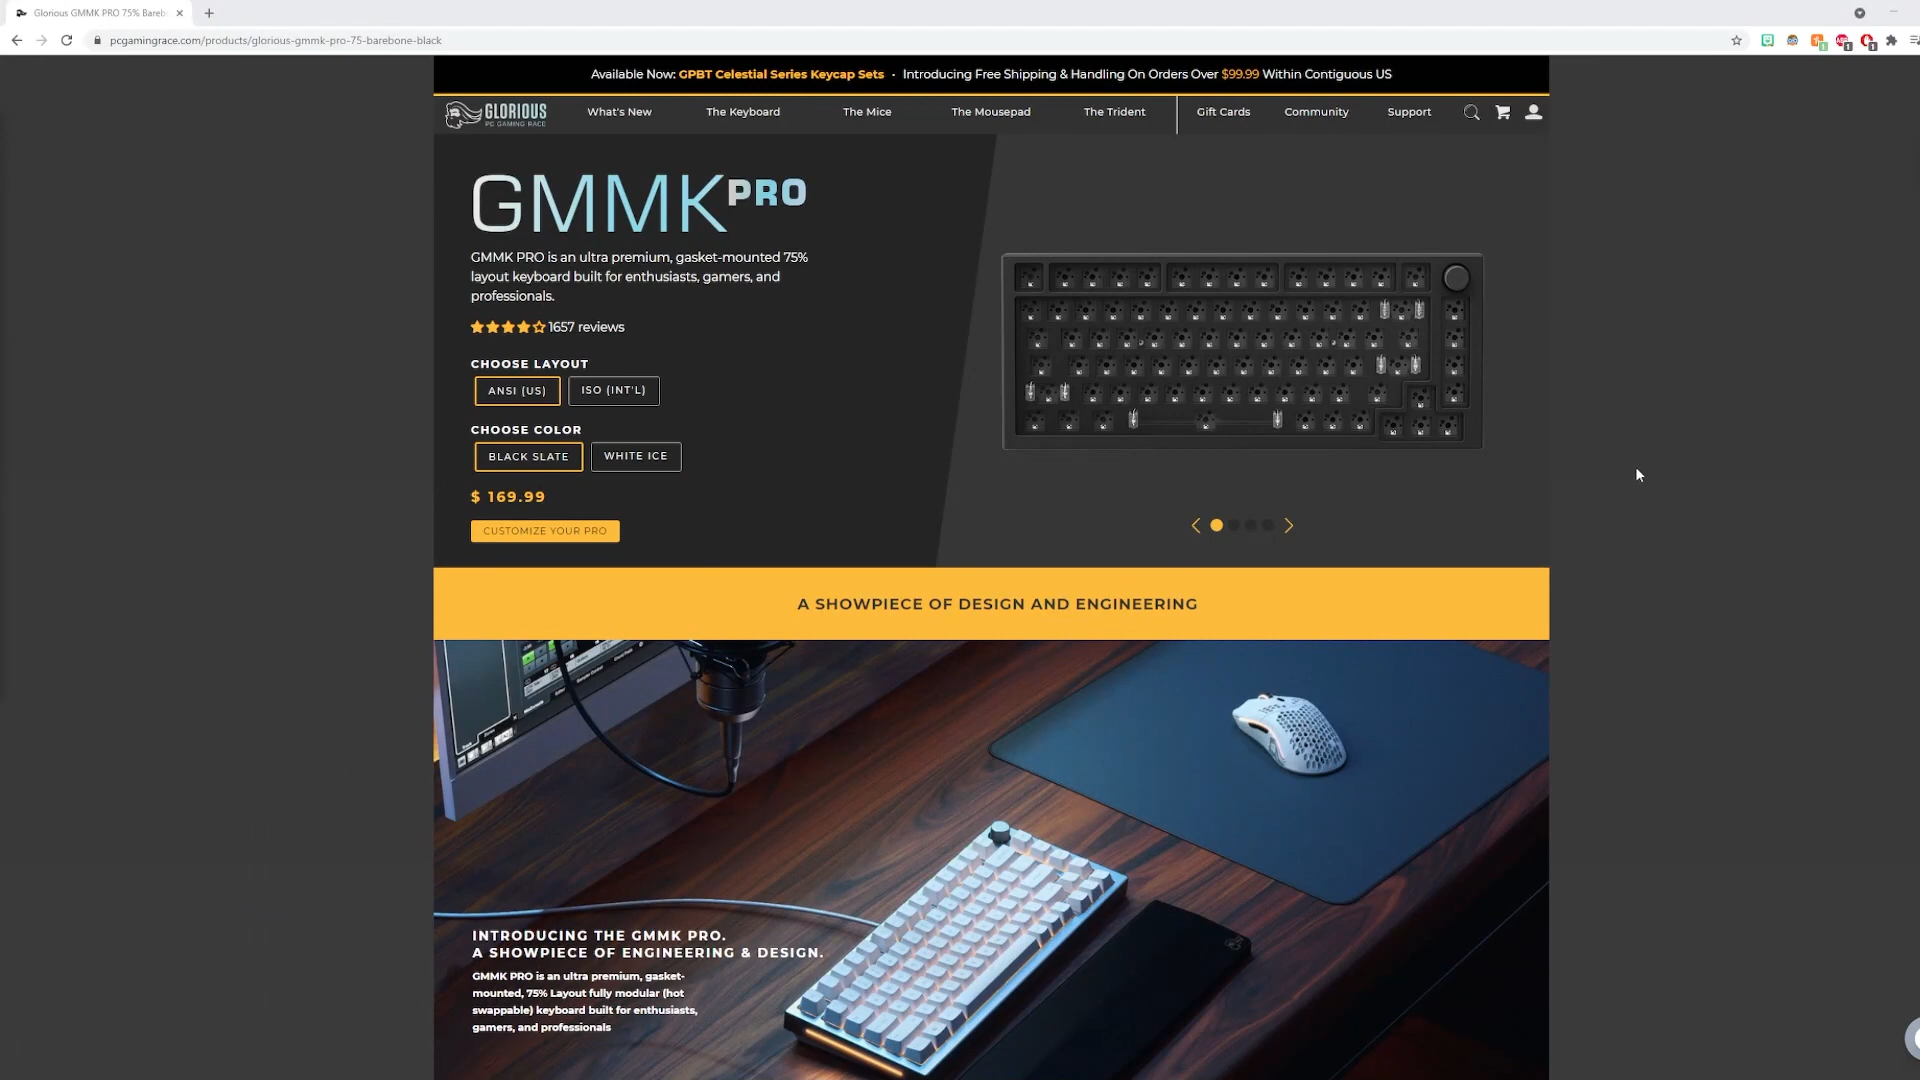 Glorious GMMK PRO 75% Bareb
pcgamingrace.com/products/glorious-gmmk-pro-75-barebone-black
Available Now: GPBT Celestial Series Keycap Sets · Introducing Free Shipping & Handling On Orders Over $99.99 Within Contiguous US
GLORIOUS
PC GAMING RACE
What's New
The Keyboard
The Mice
The Mousepad
The Trident
Gift Cards
Community
Support
GMMK PRO
GMMK PRO is an ultra premium, gasket-mounted 75%
layout keyboard built for enthusiasts, gamers, and
professionals.
1657 reviews
CHOOSE LAYOUT
ANSI (US)
ISO (INT'L)
CHOOSE COLOR
BLACK SLATE
WHITE ICE
$ 169.99
CUSTOMIZE YOUR PRO
A SHOWPIECE OF DESIGN AND ENGINEERING
INTRODUCING THE GMMK PRO.
A SHOWPIECE OF ENGINEERING & DESIGN.
GMMK PRO is an ultra premium, gasket-
mounted, 75% Layout fully modular (hot
swappable) keyboard built for enthusiasts,
gamers, and professionals